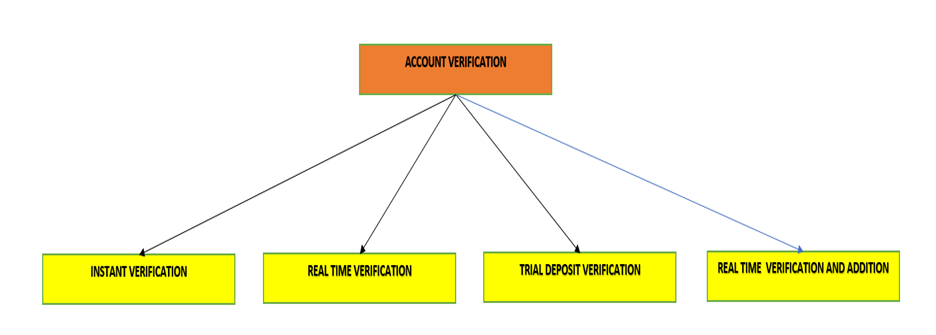 ACCOUNT VERIFICATION
INSTANT VERIFICATION
REAL TIME VERIFICATION
TRIAL DEPOSIT VERIFICATION
REAL TIME  VERIFICATION AND ADDITION